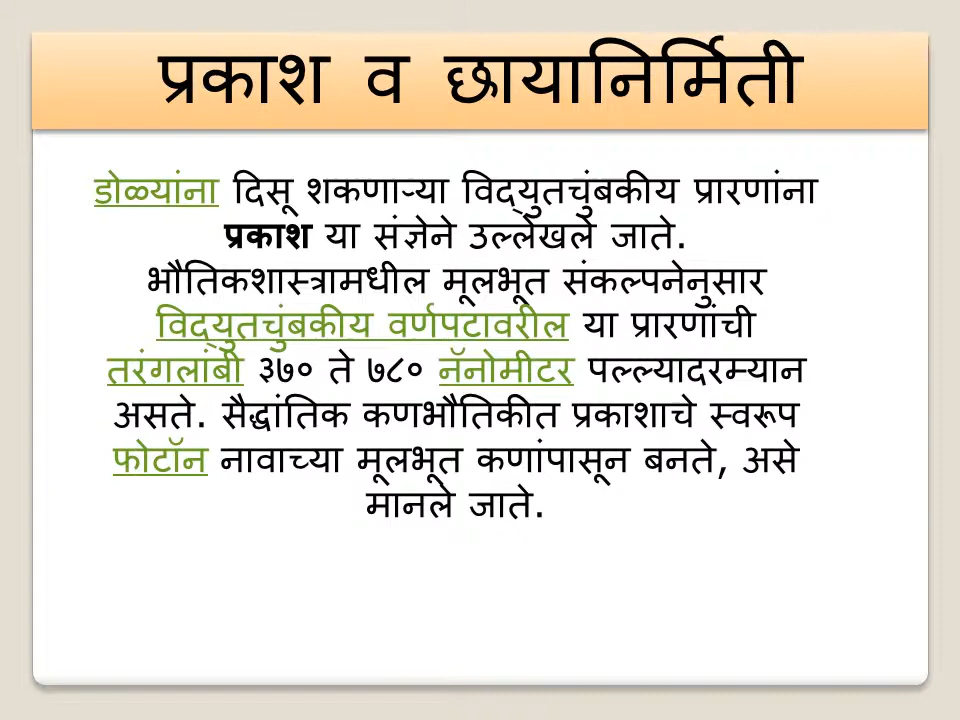 प्रकाश व छायानिर्मिती
डोळ्यांना दिसू शकणाऱ्या विद्युतचुंबकीय प्रारणांना
प्रकाश या संज्ञेने उल्लेखले जाते.
भौतिकशास्त्रामधील मूलभूत संकल्पनेनुसार
विद्युतचुंबकीय वर्णपटावरील या प्रारणांची
तरंगलांबी ३७० ते ७८० नॅनोमीटर पल्ल्यादरम्यान
असते. सैद्धांतिक कणभौतिकीत प्रकाशाचे स्वरूप
फोटॉन नावाच्या मूलभूत कणांपासून बनते, असे
मानले जाते.